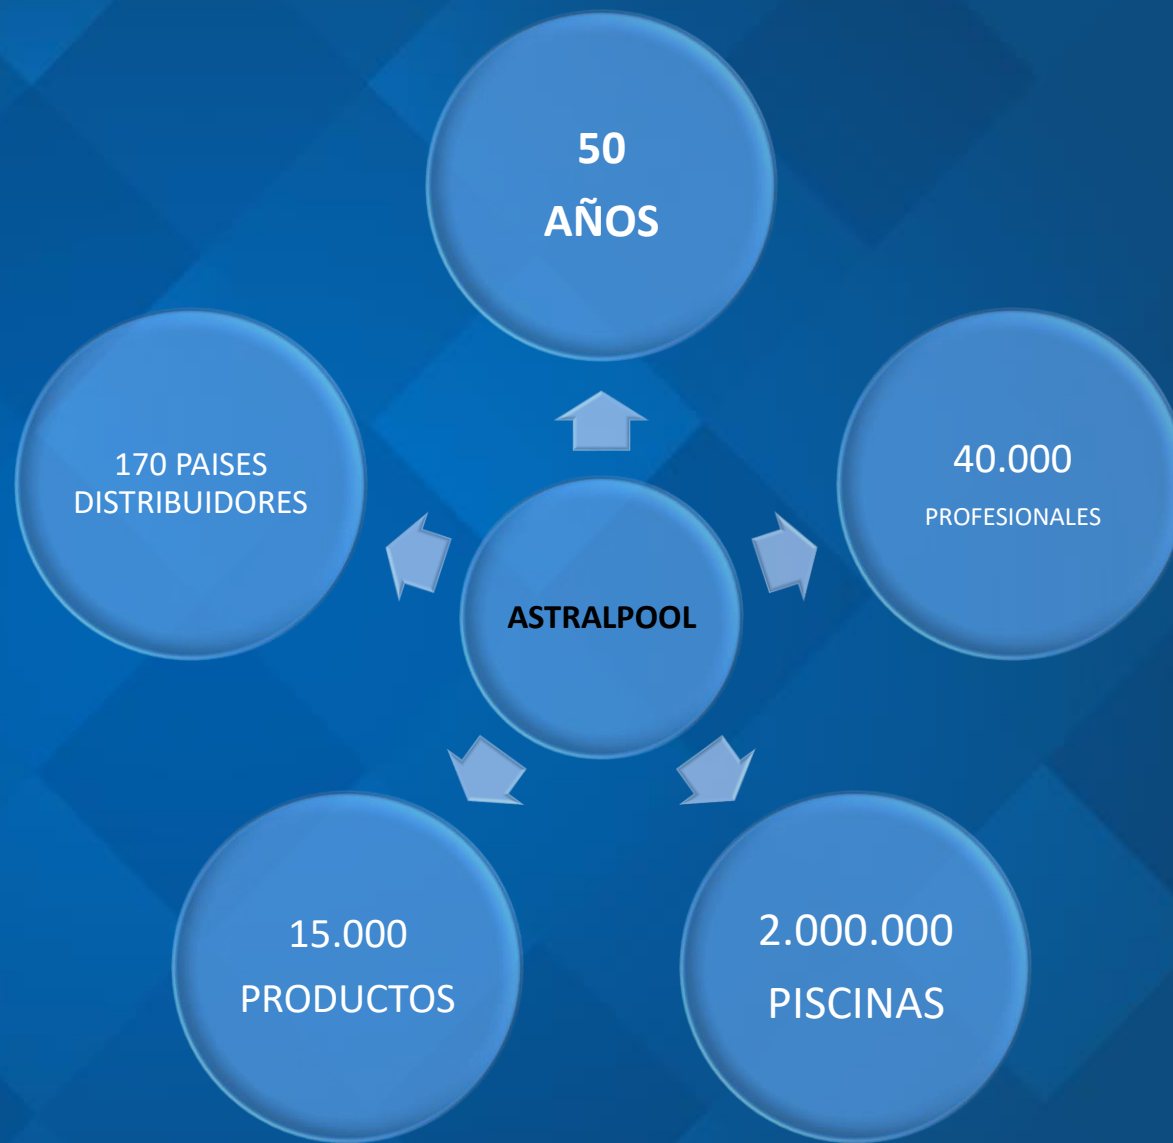 50
AÑOS
170 PAISES
DISTRIBUIDORES
40.000
PROFESIONALES
ASTRALPOOL
15.000
PRODUCTOS
2.000.000
PISCINAS